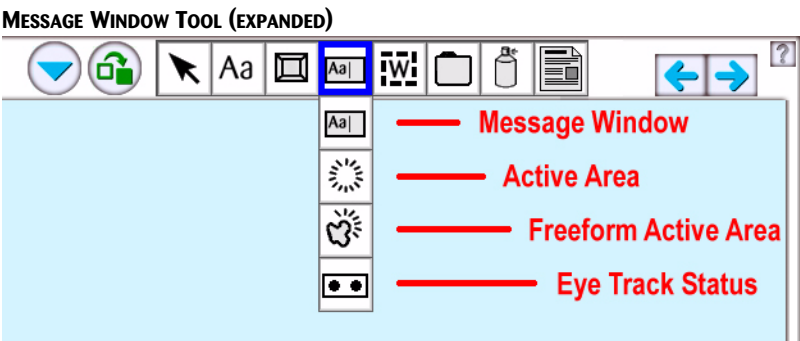 MESSAGE WINDOW TOOL (EXPANDED)
Aa Aa| W ?
Aa| Message Window
Active Area
Freeform Active Area
Eye Track Status